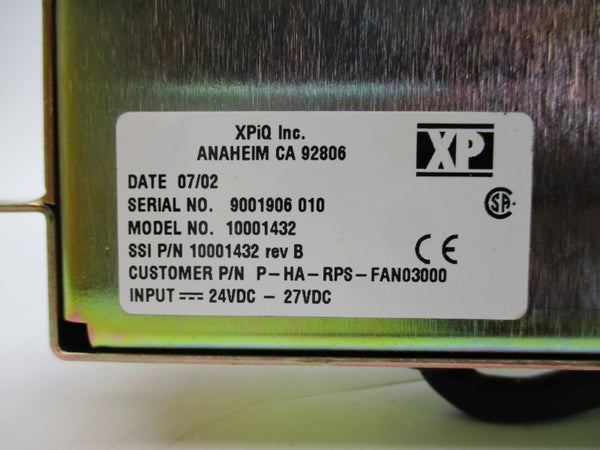 XPiQ Inc.
ANAHEIM CA 92806
XP
DATE 07/02
SERIAL NO. 9001906 010
MODEL NO. 10001432
SSI P/N 10001432 rev B
CUSTOMER P/N P-HA-RPS-FAN03000
INPUT ⎓ 24VDC - 27VDC
SA
CE